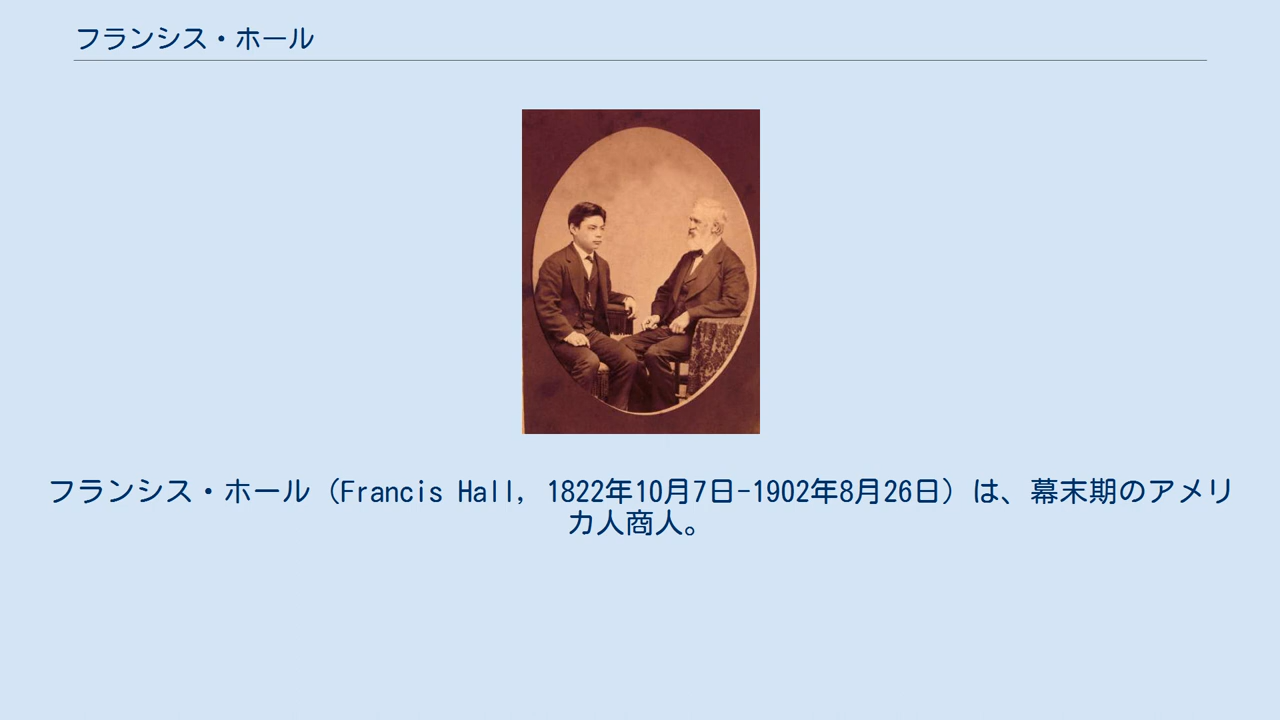 フランシス・ホール
フランシス・ホール（Francis Hall, 1822年10月7日-1902年8月26日）は、幕末期のアメリ
カ人商人。